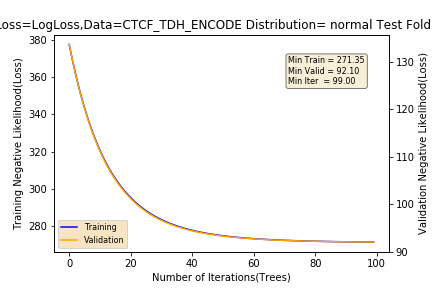 Loss=LogLoss,Data=CTCF_TDH_ENCODE Distribution= normal Test Fold
380
360
340
320
300
280
Training Negative Likelihood(Loss)
Min Train = 271.35
Min Valid = 92.10
Min Iter = 99.00
Training
Validation
130
120
110
100
90
Validation Negative Likelihood(Loss)
0
20
40
60
80
100
Number of Iterations(Trees)